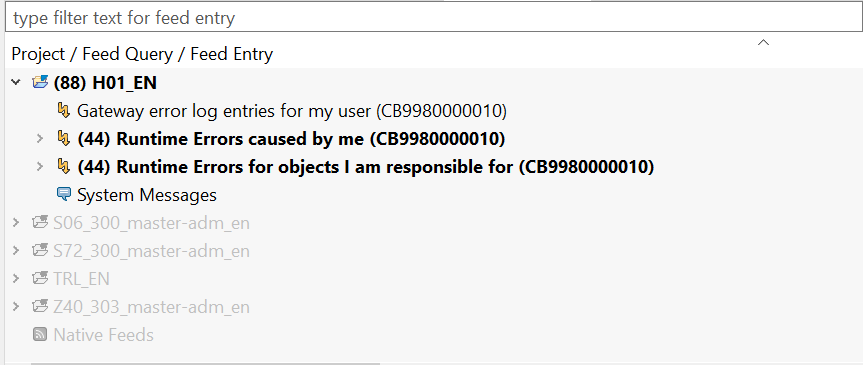 type filter text for feed entry
Project / Feed Query / Feed Entry
(88) H01_EN
Gateway error log entries for my user (CB9980000010)
(44) Runtime Errors caused by me (CB9980000010)
(44) Runtime Errors for objects I am responsible for (CB9980000010)
System Messages
S06_300_master-adm_en
S72_300_master-adm_en
TRL_EN
Z40_303_master-adm_en
Native Feeds